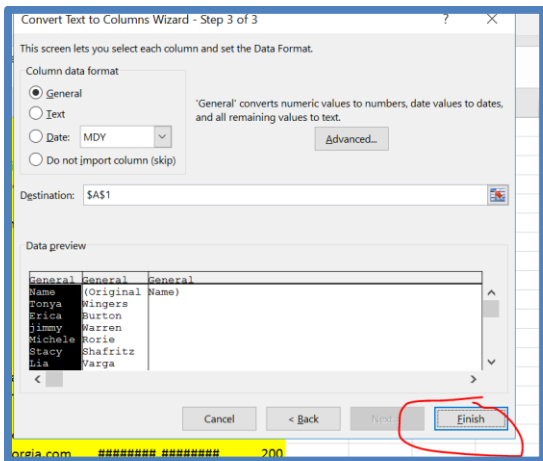 Convert Text to Columns Wizard - Step 3 of 3 ? ×
This screen lets you select each column and set the Data Format.
Column data format
General
Text
Date: MDY
Do not import column (skip)
'General' converts numeric values to numbers, date values to dates,
and all remaining values to text.
Advanced...
Destination: $A$1
Data preview
General General General
Name (Original Name)
Tonya Wingers
Erica Burton
jimmy Warren
Michele Rorie
Stacy Shafritz
Lia Varga
Cancel < Back Next Finish
orgia.com ######## ######## 200